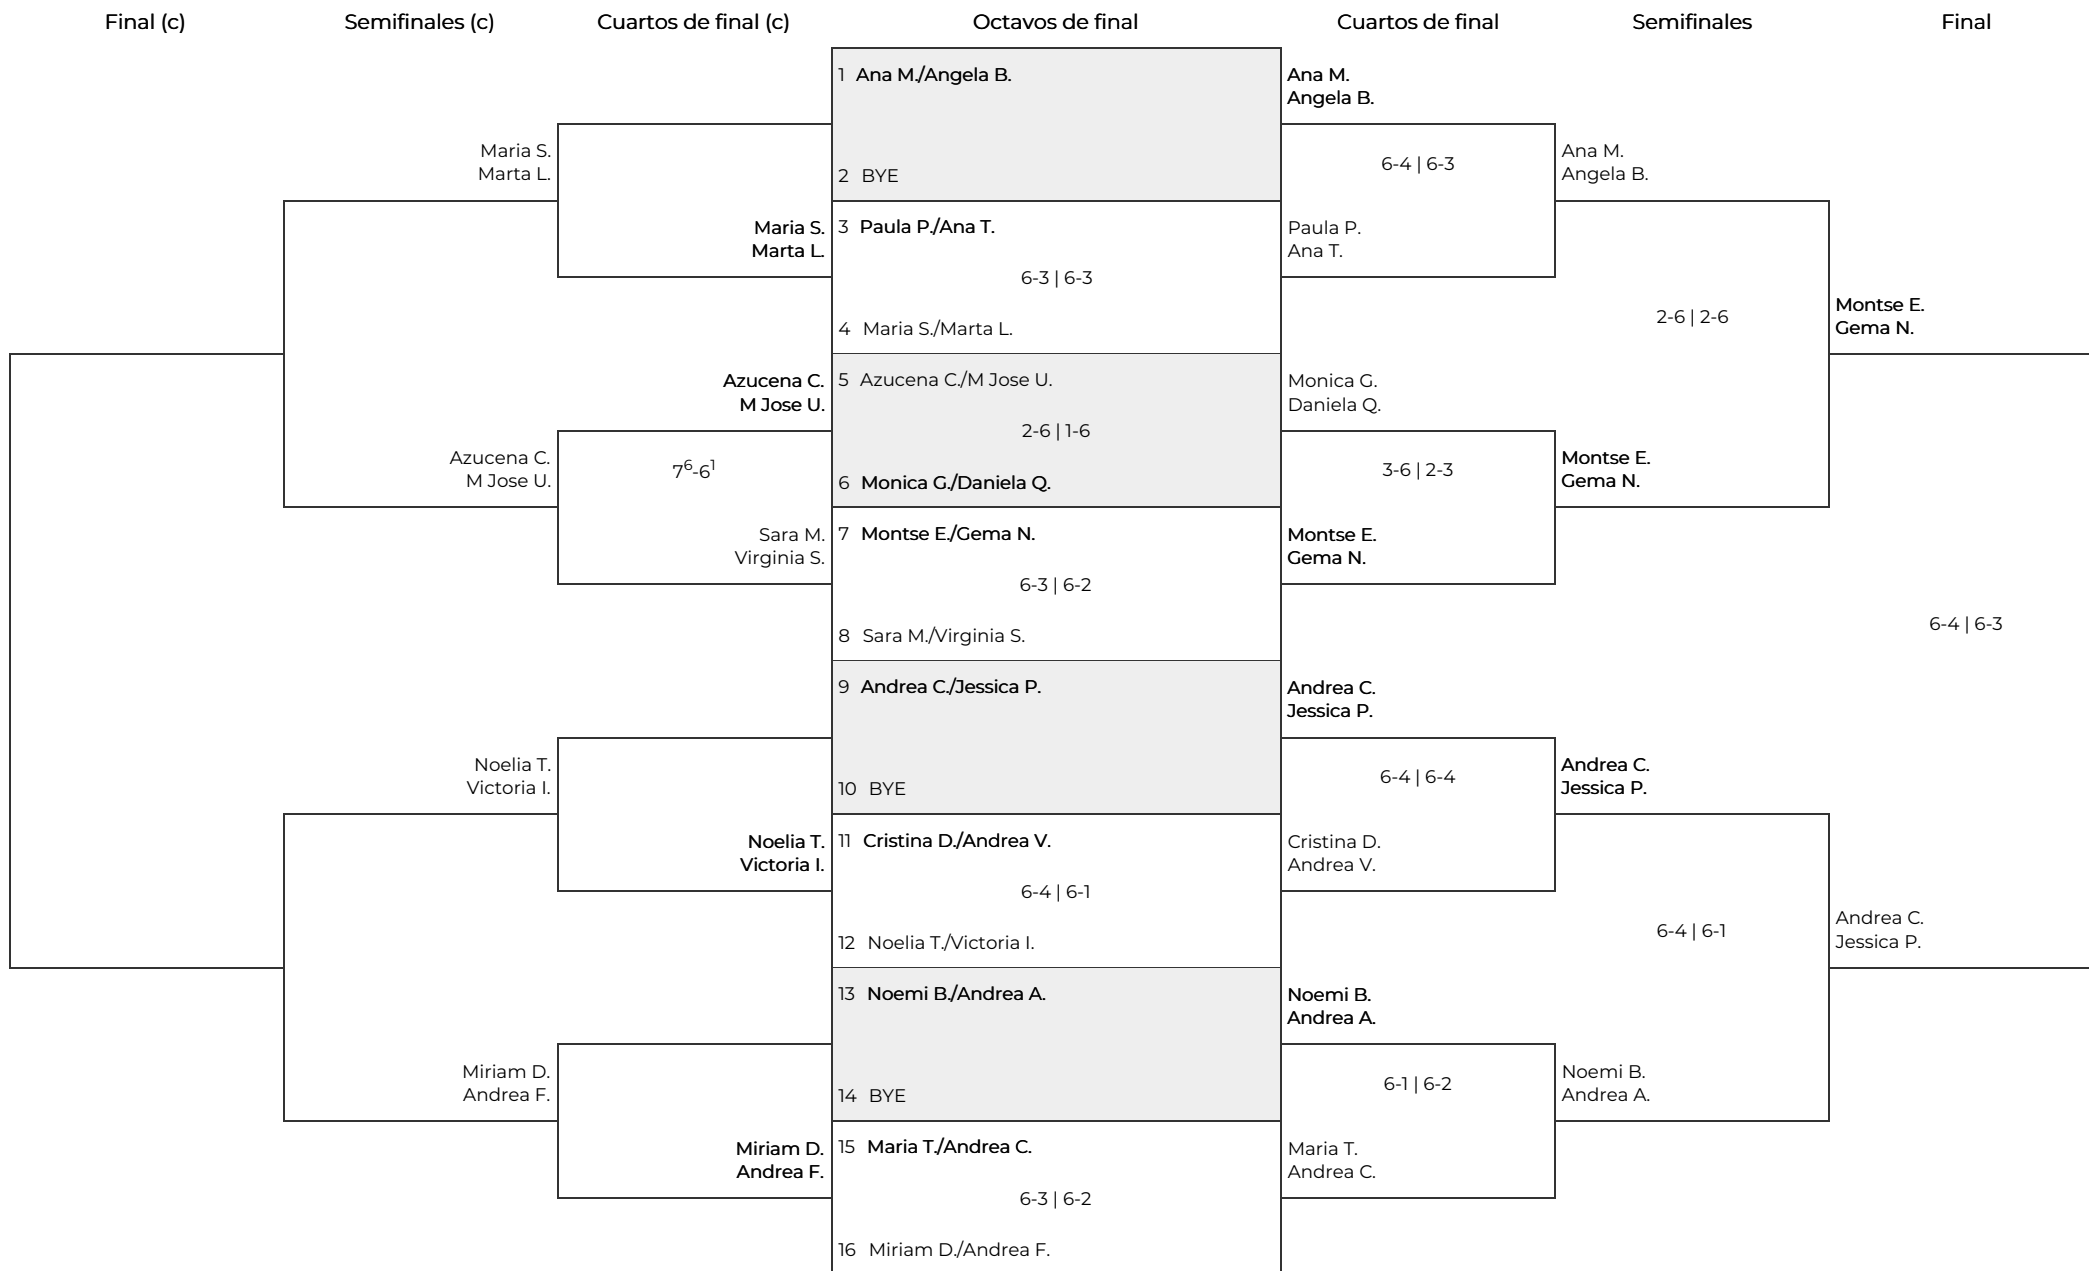 Final (c)
Semifinales (c)
Cuartos de final (c)
Octavos de final
Cuartos de final
Semifinales
Final
Maria S.
Marta L.
Azucena C.
M Jose U.
Noelia T.
Victoria I.
Miriam D.
Andrea F.
Maria S.
Marta L.
Azucena C.
M Jose U.
7⁶-6¹
Sara M.
Virginia S.
Noelia T.
Victoria I.
Miriam D.
Andrea F.
1 Ana M./Angela B.
2 BYE
3 Paula P./Ana T.
6-3 | 6-3
4 Maria S./Marta L.
5 Azucena C./M Jose U.
2-6 | 1-6
6 Monica G./Daniela Q.
7 Montse E./Gema N.
6-3 | 6-2
8 Sara M./Virginia S.
9 Andrea C./Jessica P.
10 BYE
11 Cristina D./Andrea V.
6-4 | 6-1
12 Noelia T./Victoria I.
13 Noemi B./Andrea A.
14 BYE
15 Maria T./Andrea C.
6-3 | 6-2
16 Miriam D./Andrea F.
Ana M.
Angela B.
6-4 | 6-3
Paula P.
Ana T.
Monica G.
Daniela Q.
3-6 | 2-3
Montse E.
Gema N.
Andrea C.
Jessica P.
6-4 | 6-4
Cristina D.
Andrea V.
Noemi B.
Andrea A.
6-1 | 6-2
Maria T.
Andrea C.
Ana M.
Angela B.
2-6 | 2-6
Montse E.
Gema N.
Andrea C.
Jessica P.
6-4 | 6-1
Noemi B.
Andrea A.
Montse E.
Gema N.
6-4 | 6-3
Andrea C.
Jessica P.